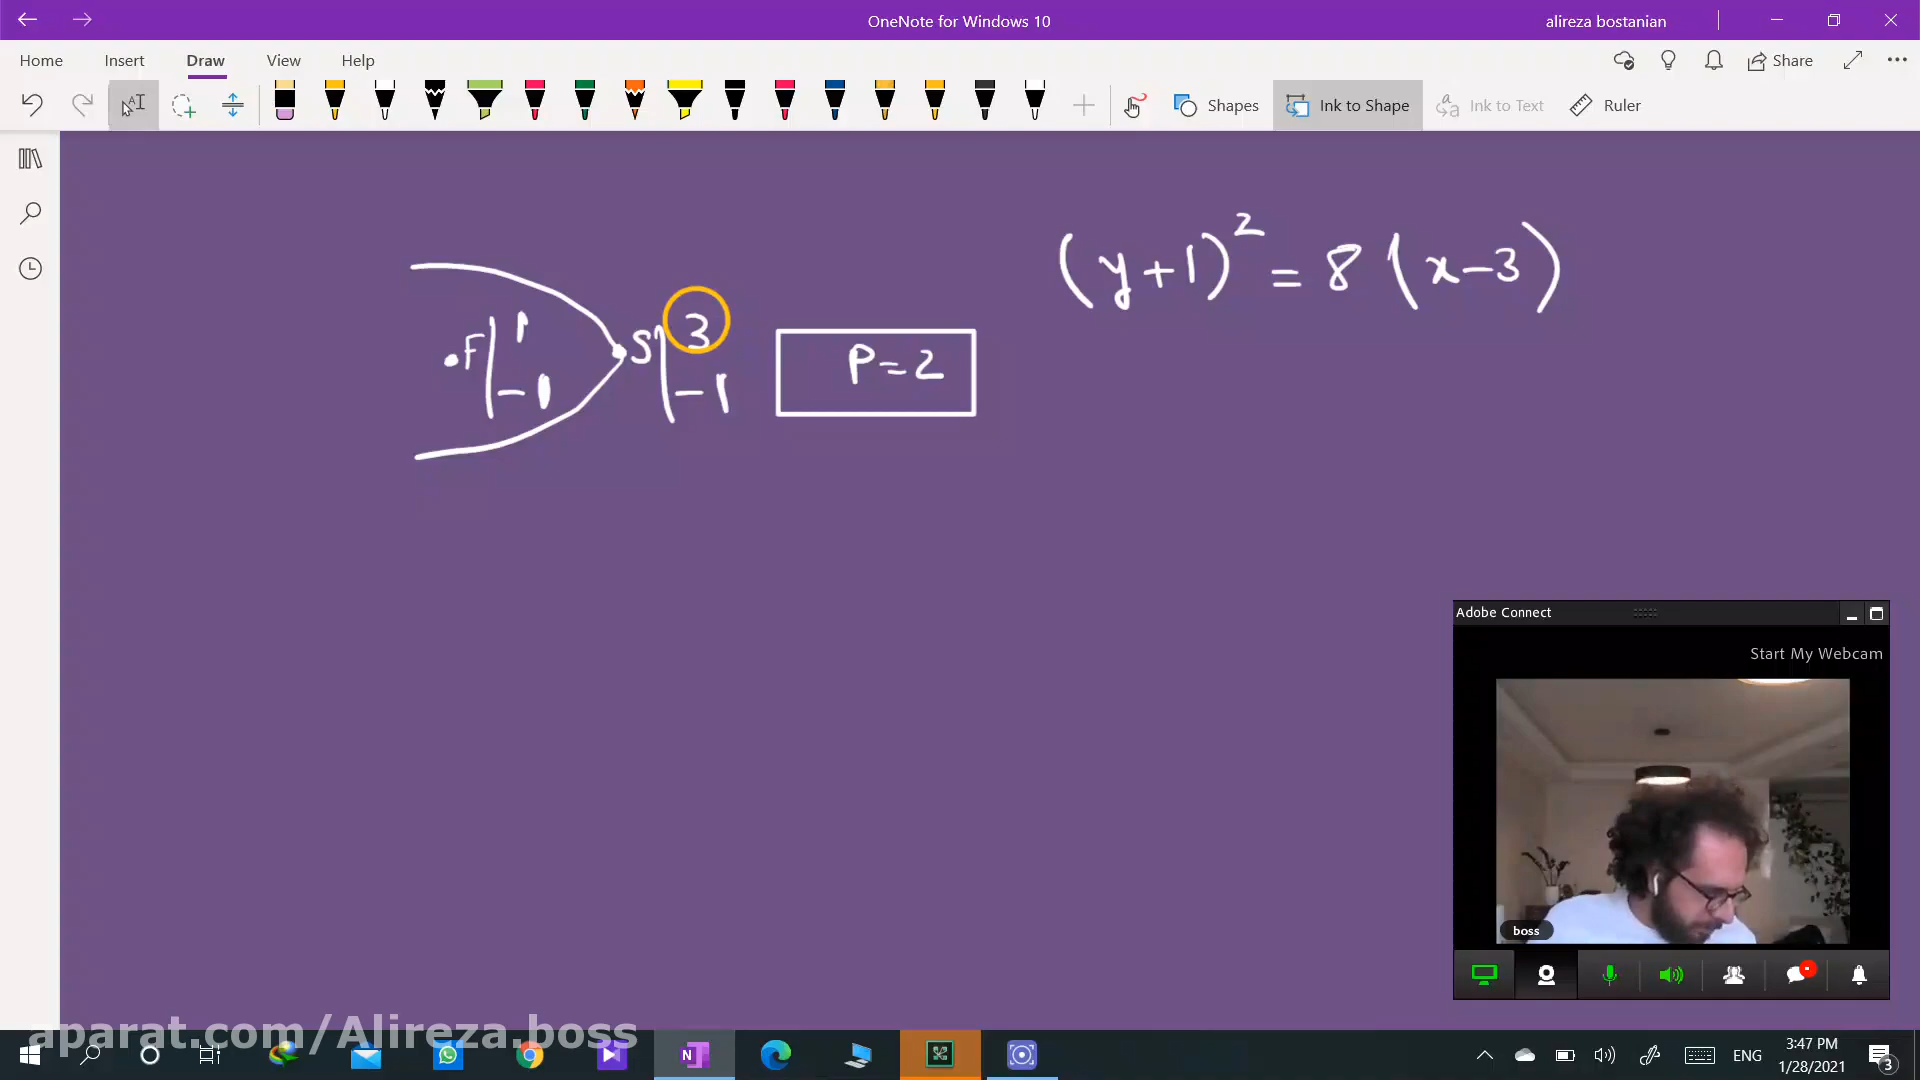 OneNote for Windows 10
alireza bostanian
Home Insert Draw View Help
Share
Shapes
Ink to Shape
Ink to Text
Ruler
(y+1)² = 8(x-3)
F | 1
-1
S | 3
-1
P=2
Adobe Connect
Start My Webcam
boss
aparat.com/Alireza.boss
ENG
3:47 PM
1/28/2021
3